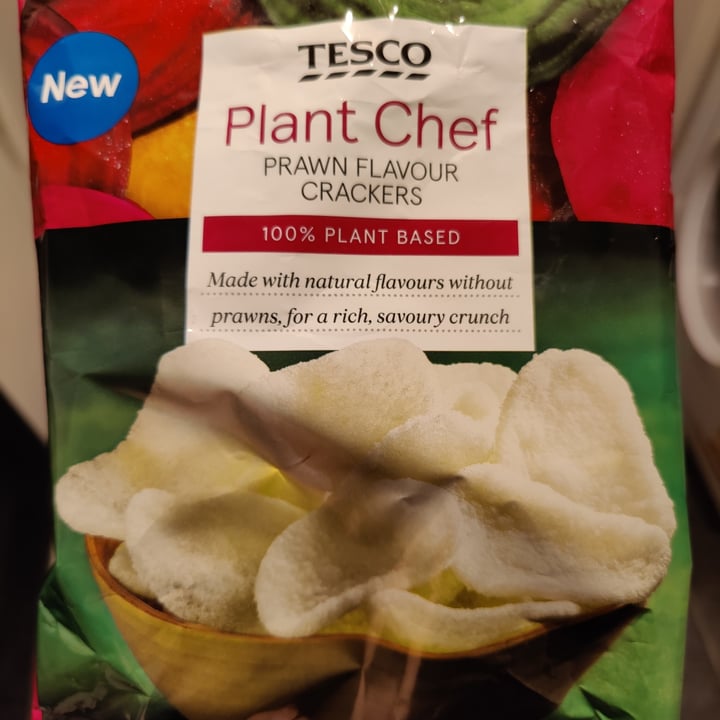 New
TESCO
Plant Chef
PRAWN FLAVOUR
CRACKERS
100% PLANT BASED
Made with natural flavours without
prawns, for a rich, savoury crunch